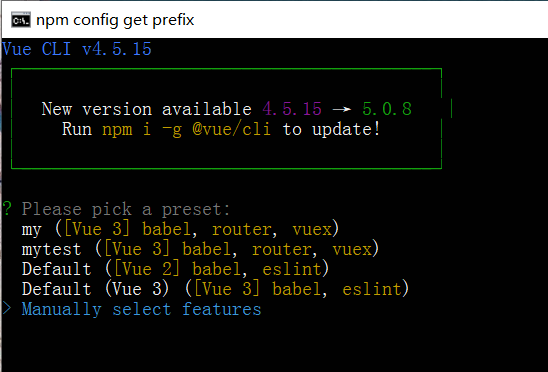 npm config get prefix
Vue CLI v4.5.15
New version available 4.5.15 → 5.0.8
Run npm i -g @vue/cli to update!
? Please pick a preset:
my ([Vue 3] babel, router, vuex)
mytest ([Vue 3] babel, router, vuex)
Default ([Vue 2] babel, eslint)
Default (Vue 3) ([Vue 3] babel, eslint)
> Manually select features